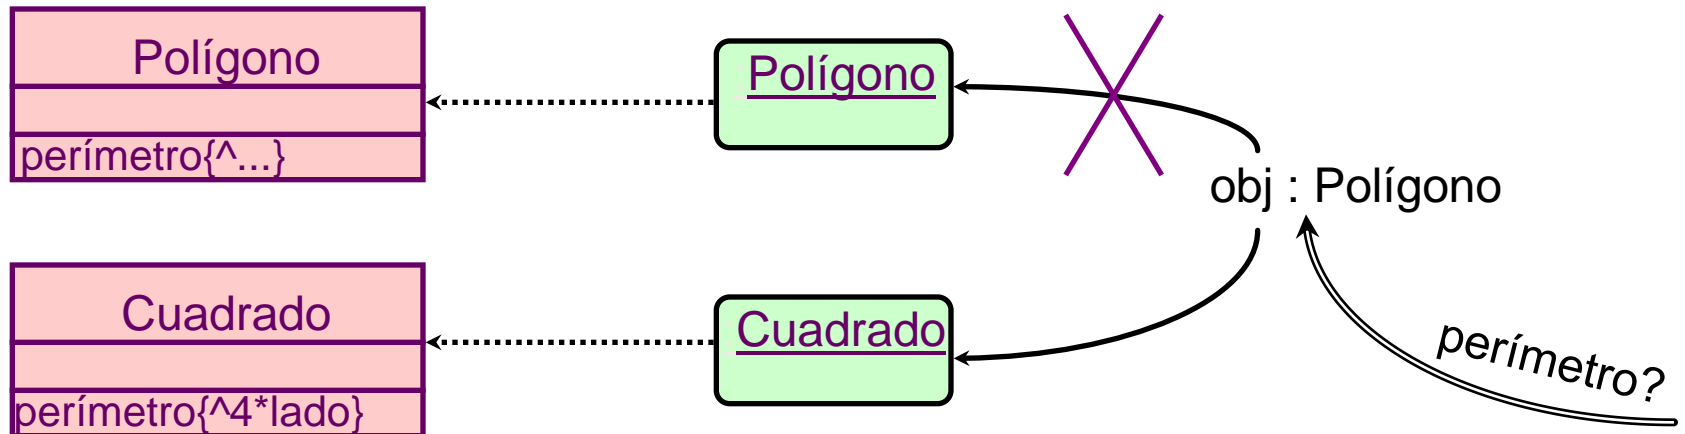 Polígono
perímetro{^...}
Polígono
obj : Polígono
Cuadrado
perímetro{^4*lado}
Cuadrado
perímetro?